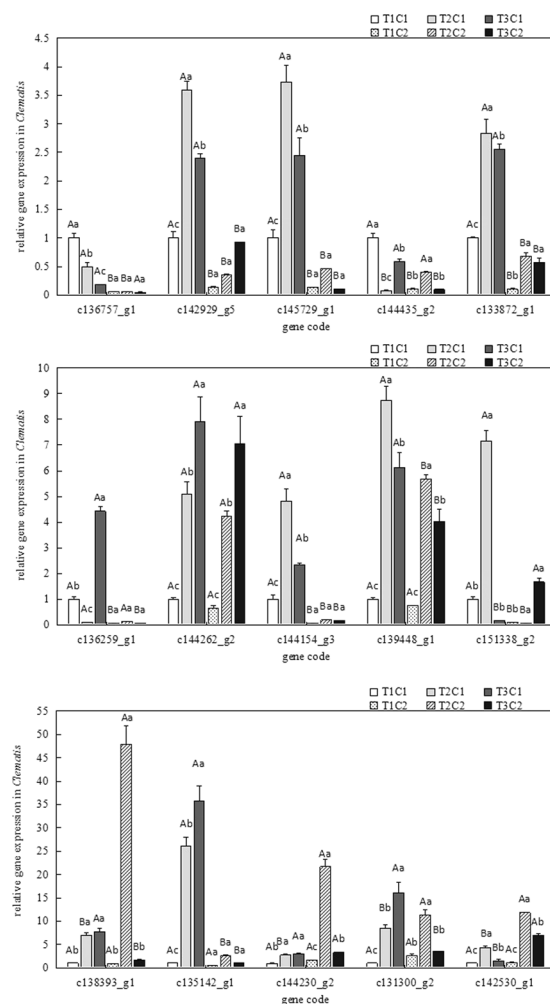 T1C1 T2C1 T3C1
T1C2 T2C2 T3C2
relative gene expression in Clematis
4.5
4
3.5
3
2.5
2
1.5
1
0.5
0
Aa Ab Ac Ba Ba Aa
Ac Aa Ab Ba Ba Ba
Ac Aa Ab Ba Ba Ba
Aa Bc Ab Bb Aa Bb
Ac Aa Ab Bb Ba Bb
c136757_g1 c142929_g5 c145729_g1 c144435_g2 c133872_g1
gene code
T1C1 T2C1 T3C1
T1C2 T2C2 T3C2
relative gene expression in Clematis
10
9
8
7
6
5
4
3
2
1
0
Ab Ac Aa Ba Aa Ba
Ac Ab Aa Ac Ab Aa
Ac Aa Ab Ba Ba Ba
Ac Aa Ab Ac Ba Bb
Ab Aa Bb Bb Ba Aa
c136259_g1 c144262_g2 c144154_g3 c139448_g1 c151338_g2
gene code
T1C1 T2C1 T3C1
T1C2 T2C2 T3C2
relative gene expression in Clematis
55
50
45
40
35
30
25
20
15
10
5
0
Ab Ba Aa Ab Aa Bb
Ac Ab Aa Aa Ba Ba
Ab Ba Aa Ac Aa Ab
Ac Bb Aa Ba Aa Bb
Ac Ba Ba Ac Aa Ab
c138393_g1 c135142_g1 c144230_g2 c131300_g2 c142530_g1
gene code